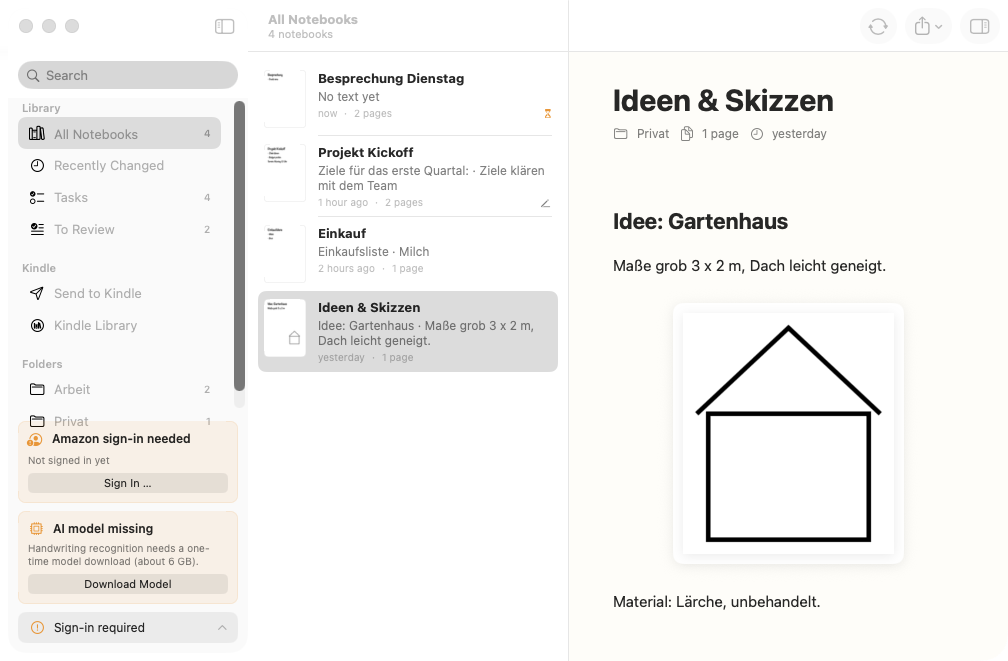 Search
Library
All Notebooks 4
Recently Changed
Tasks 4
To Review 2
Kindle
Send to Kindle
Kindle Library
Folders
Arbeit 2
Privat 1
Amazon sign-in needed
Not signed in yet
Sign In ...
AI model missing
Handwriting recognition needs a one-
time model download (about 6 GB).
Download Model
Sign-in required
All Notebooks
4 notebooks
Besprechung Dienstag
No text yet
now · 2 pages
Projekt Kickoff
Ziele für das erste Quartal: · Ziele klären
mit dem Team
1 hour ago · 2 pages
Einkauf
Einkaufsliste · Milch
2 hours ago · 1 page
Ideen & Skizzen
Idee: Gartenhaus · Maße grob 3 x 2 m,
Dach leicht geneigt.
yesterday · 1 page
Ideen & Skizzen
Privat 1 page yesterday
Idee: Gartenhaus
Maße grob 3 x 2 m, Dach leicht geneigt.
Material: Lärche, unbehandelt.